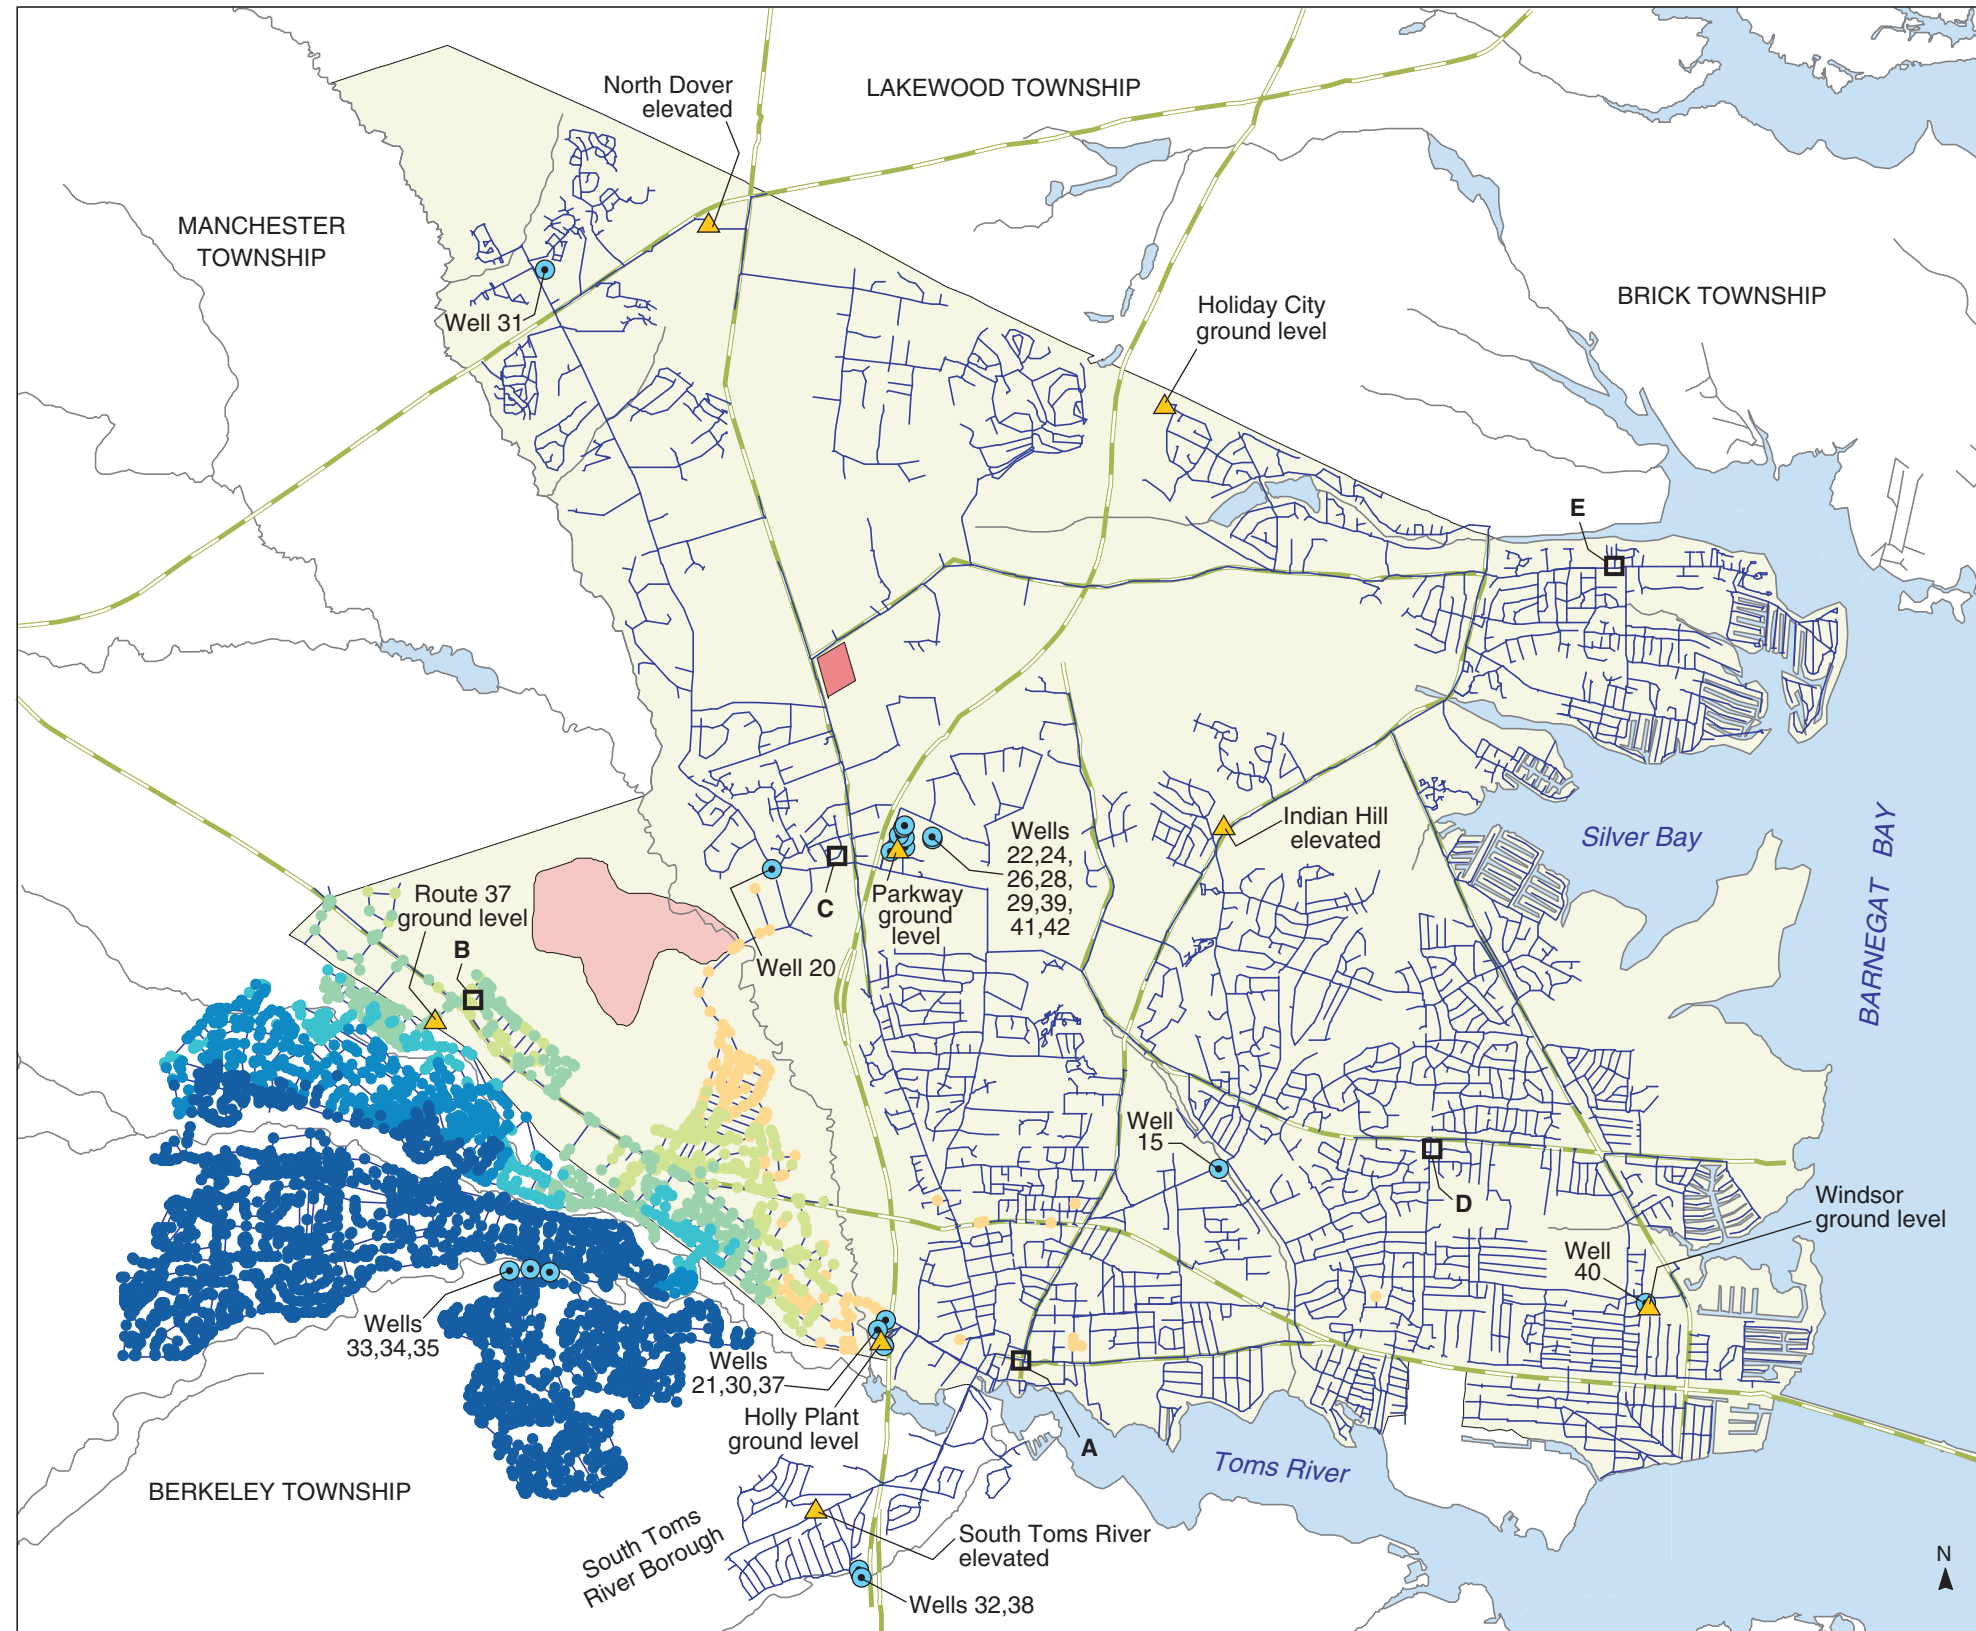 North Dover
elevated
LAKEWOOD TOWNSHIP
MANCHESTER
TOWNSHIP
Well 31
Holiday City
ground level
BRICK TOWNSHIP
E
Indian Hill
elevated
Silver Bay
BARNEGAT BAY
Wells
22,24,
26,28,
29,39,
41,42
Parkway
ground
level
C
Well 20
Route 37
ground level
B
Well
15
D
Windsor
ground level
Well
40
Wells
33,34,35
Wells
21,30,37
Holly Plant
ground level
A
Toms River
BERKELEY TOWNSHIP
South Toms
River Borough
South Toms River
elevated
Wells 32,38
N